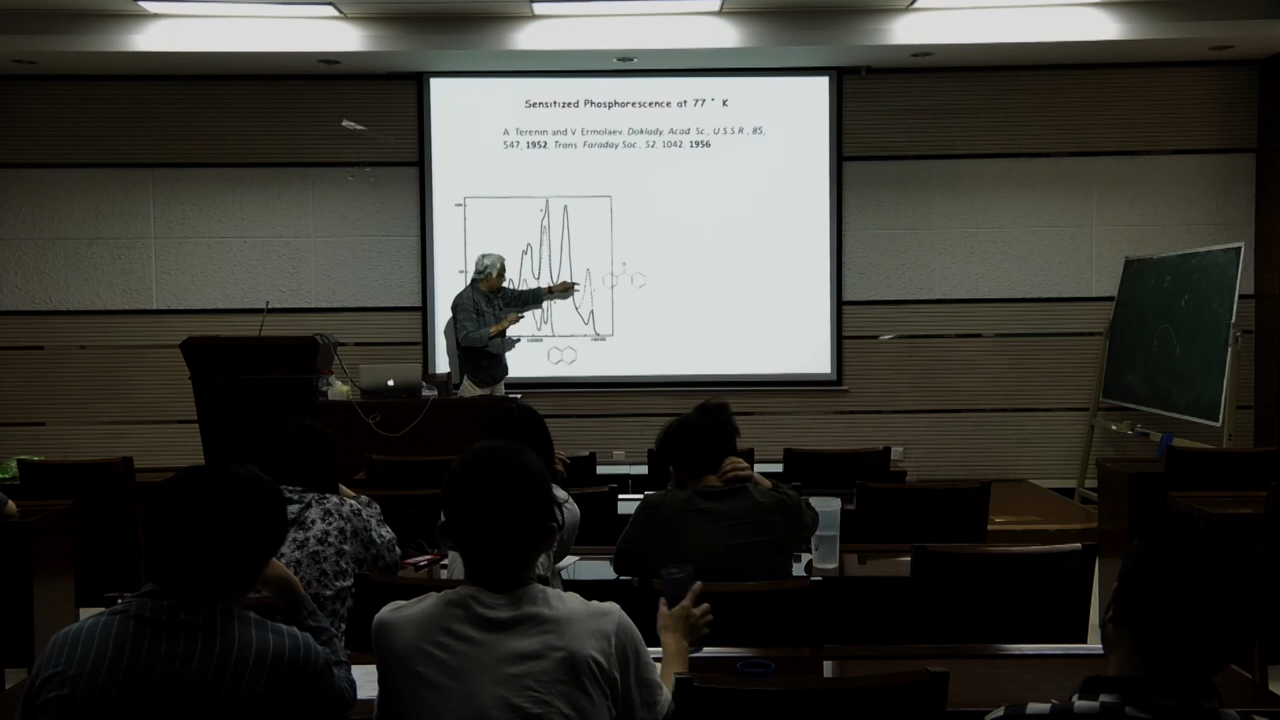 Sensitized Phosphorescence at 77 ° K
A. Terenin and V. Ermolaev, Doklady. Acad. Sc., U S S R , 85,
547, 1952, Trans. Faraday Soc., 52, 1042, 1956